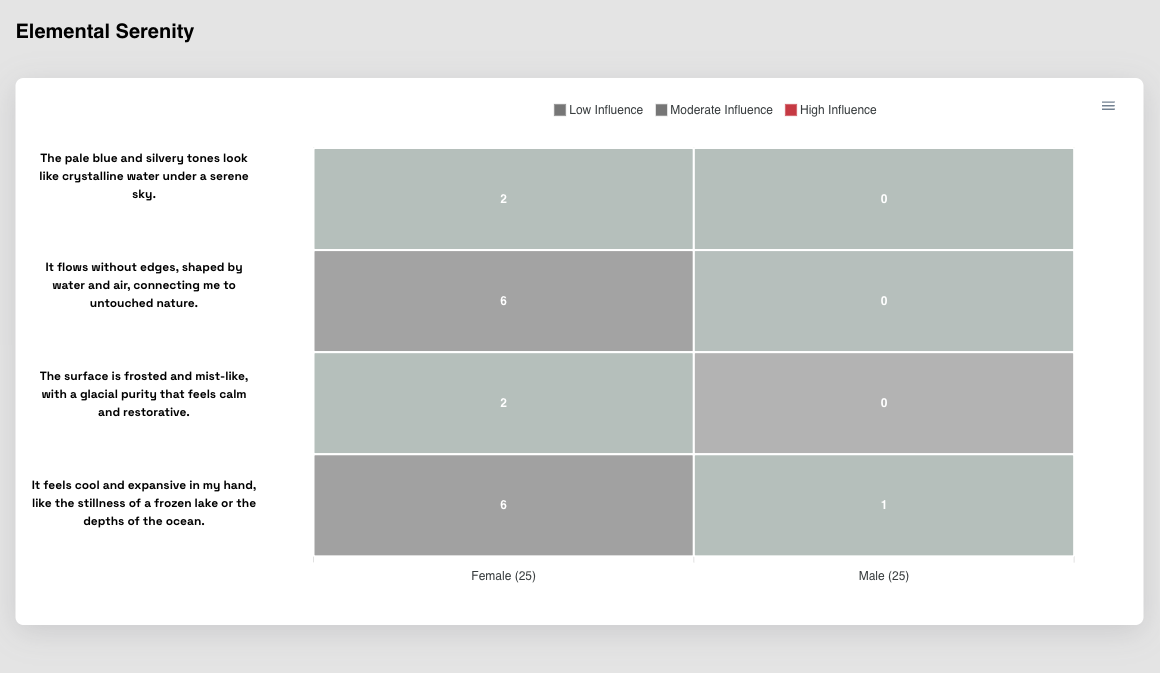 Elemental Serenity
Low Influence Moderate Influence High Influence
The pale blue and silvery tones look
like crystalline water under a serene
sky.
2 0
It flows without edges, shaped by
water and air, connecting me to
untouched nature.
6 0
The surface is frosted and mist-like,
with a glacial purity that feels calm
and restorative.
2 0
It feels cool and expansive in my hand,
like the stillness of a frozen lake or the
depths of the ocean.
6 1
Female (25) Male (25)